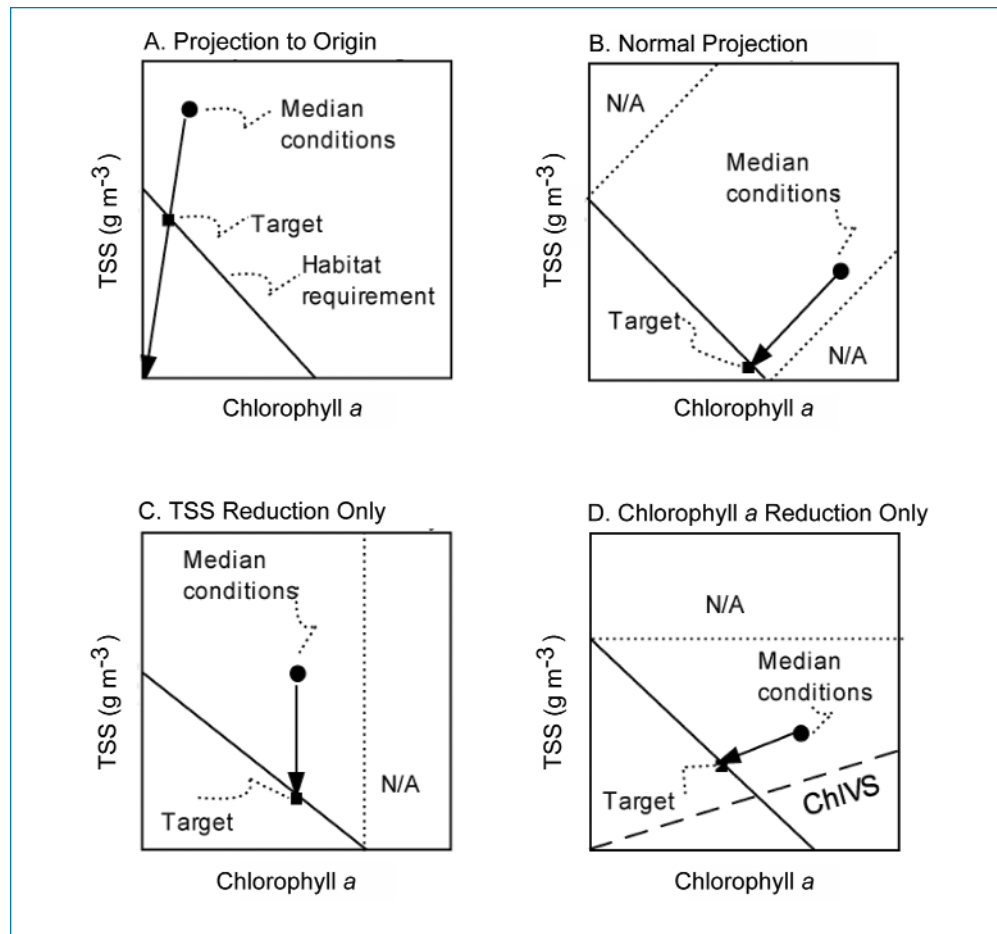 A. Projection to Origin
Median
conditions
Target
Habitat
requirement
TSS (g m⁻³)
Chlorophyll a
B. Normal Projection
N/A
Median
conditions
Target
N/A
TSS (g m⁻³)
Chlorophyll a
C. TSS Reduction Only
Median
conditions
N/A
Target
TSS (g m⁻³)
Chlorophyll a
D. Chlorophyll a Reduction Only
N/A
Median
conditions
Target
ChlVS
TSS (g m⁻³)
Chlorophyll a